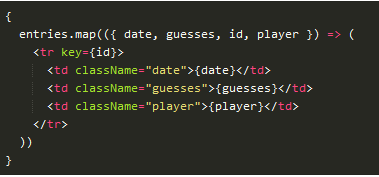 {
  entries.map(({ date, guesses, id, player }) => (
    <tr key={id}>
      <td className="date">{date}</td>
      <td className="guesses">{guesses}</td>
      <td className="player">{player}</td>
    </tr>
  ))
}